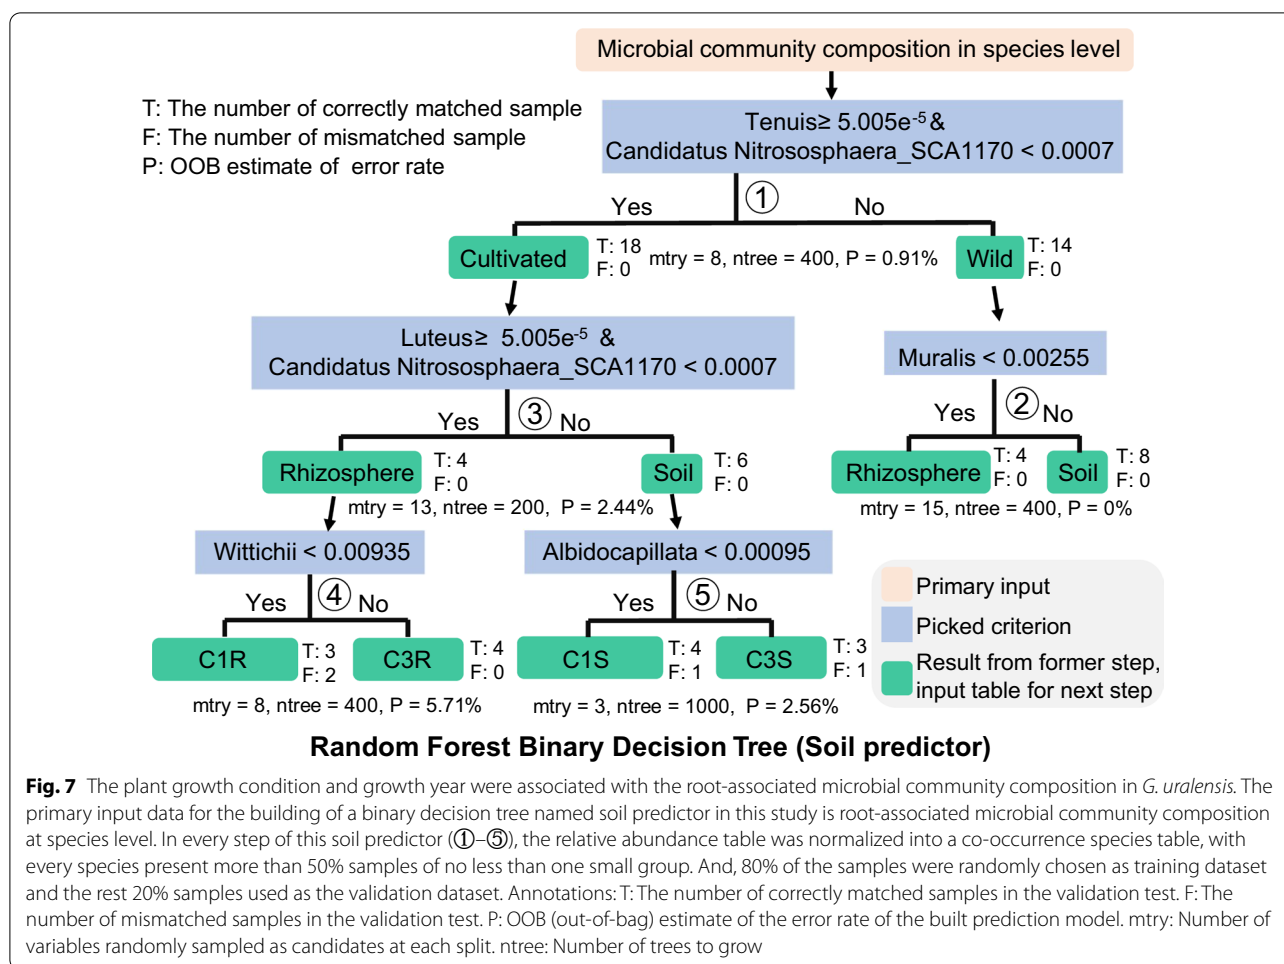 Microbial community composition in species level
T: The number of correctly matched sample
F: The number of mismatched sample
P: OOB estimate of error rate
Tenuis≥ 5.005e-5 &
Candidatus Nitrososphaera_SCA1170 < 0.0007
①
Yes
No
Cultivated
T: 18
F: 0
mtry = 8, ntree = 400, P = 0.91%
Wild
T: 14
F: 0
Luteus≥ 5.005e-5 &
Candidatus Nitrososphaera_SCA1170 < 0.0007
Muralis < 0.00255
Yes
③
No
Yes
②
No
Rhizosphere
T: 4
F: 0
Soil
T: 6
F: 0
Rhizosphere
T: 4
F: 0
Soil
T: 8
F: 0
mtry = 13, ntree = 200, P = 2.44%
mtry = 15, ntree = 400, P = 0%
Wittichii < 0.00935
Albidocapillata < 0.00095
Yes
④
No
Yes
⑤
No
C1R
T: 3
F: 2
C3R
T: 4
F: 0
C1S
T: 4
F: 1
C3S
T: 3
F: 1
mtry = 8, ntree = 400, P = 5.71%
mtry = 3, ntree = 1000, P = 2.56%
Primary input
Picked criterion
Result from former step,
input table for next step
Random Forest Binary Decision Tree (Soil predictor)
Fig. 7 The plant growth condition and growth year were associated with the root-associated microbial community composition in G. uralensis. The
primary input data for the building of a binary decision tree named soil predictor in this study is root-associated microbial community composition
at species level. In every step of this soil predictor (①–⑤), the relative abundance table was normalized into a co-occurrence species table, with
every species present more than 50% samples of no less than one small group. And, 80% of the samples were randomly chosen as training dataset
and the rest 20% samples used as the validation dataset. Annotations: T: The number of correctly matched samples in the validation test. F: The
number of mismatched samples in the validation test. P: OOB (out-of-bag) estimate of the error rate of the built prediction model. mtry: Number of
variables randomly sampled as candidates at each split. ntree: Number of trees to grow